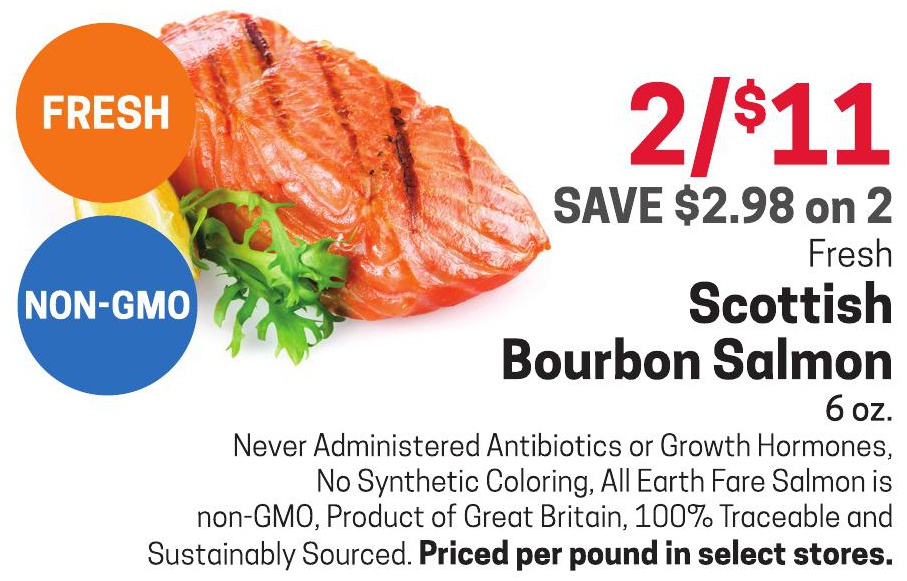 FRESH
NON-GMO
2/$11
SAVE $2.98 on 2
Fresh
Scottish
Bourbon Salmon
6 oz.
Never Administered Antibiotics or Growth Hormones,
No Synthetic Coloring, All Earth Fare Salmon is
non-GMO, Product of Great Britain, 100% Traceable and
Sustainably Sourced. Priced per pound in select stores.